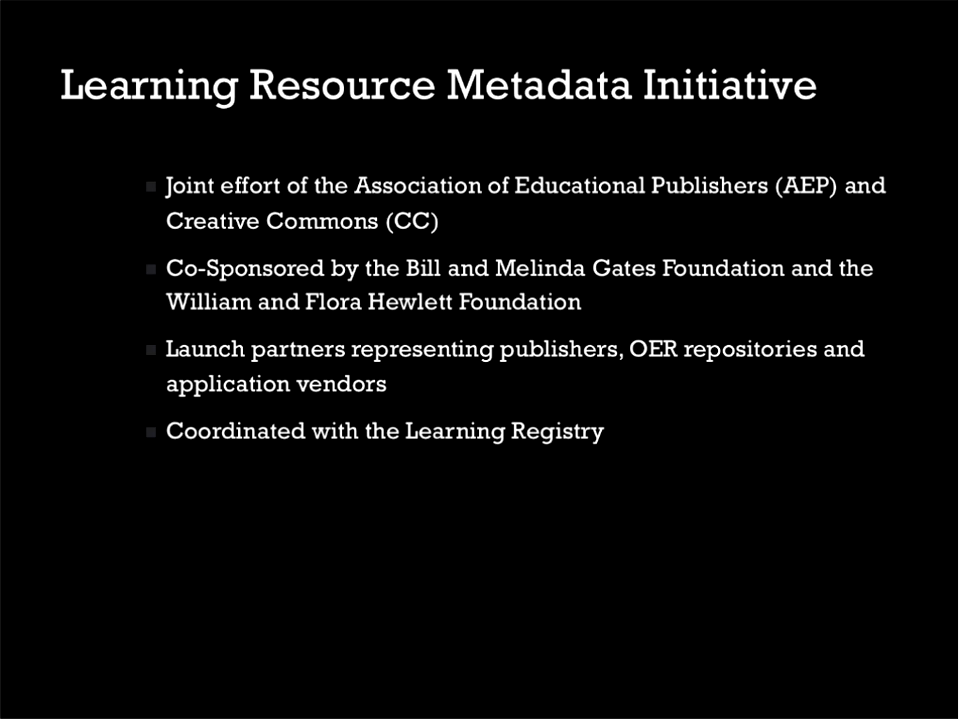 Learning Resource Metadata Initiative
Joint effort of the Association of Educational Publishers (AEP) and
Creative Commons (CC)
Co-Sponsored by the Bill and Melinda Gates Foundation and the
William and Flora Hewlett Foundation
Launch partners representing publishers, OER repositories and
application vendors
Coordinated with the Learning Registry